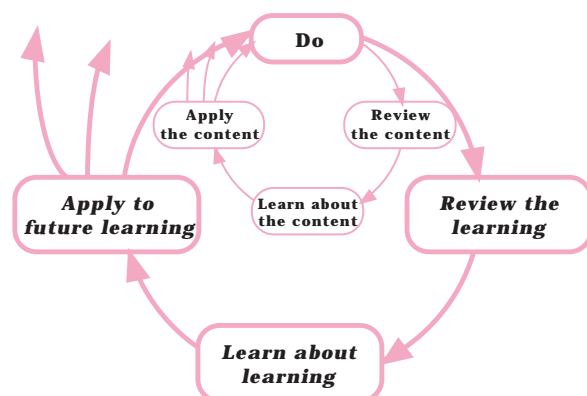 Do
Apply
the content
Review
the content
Learn about
the content
Apply to
future learning
Review the
learning
Learn about
learning